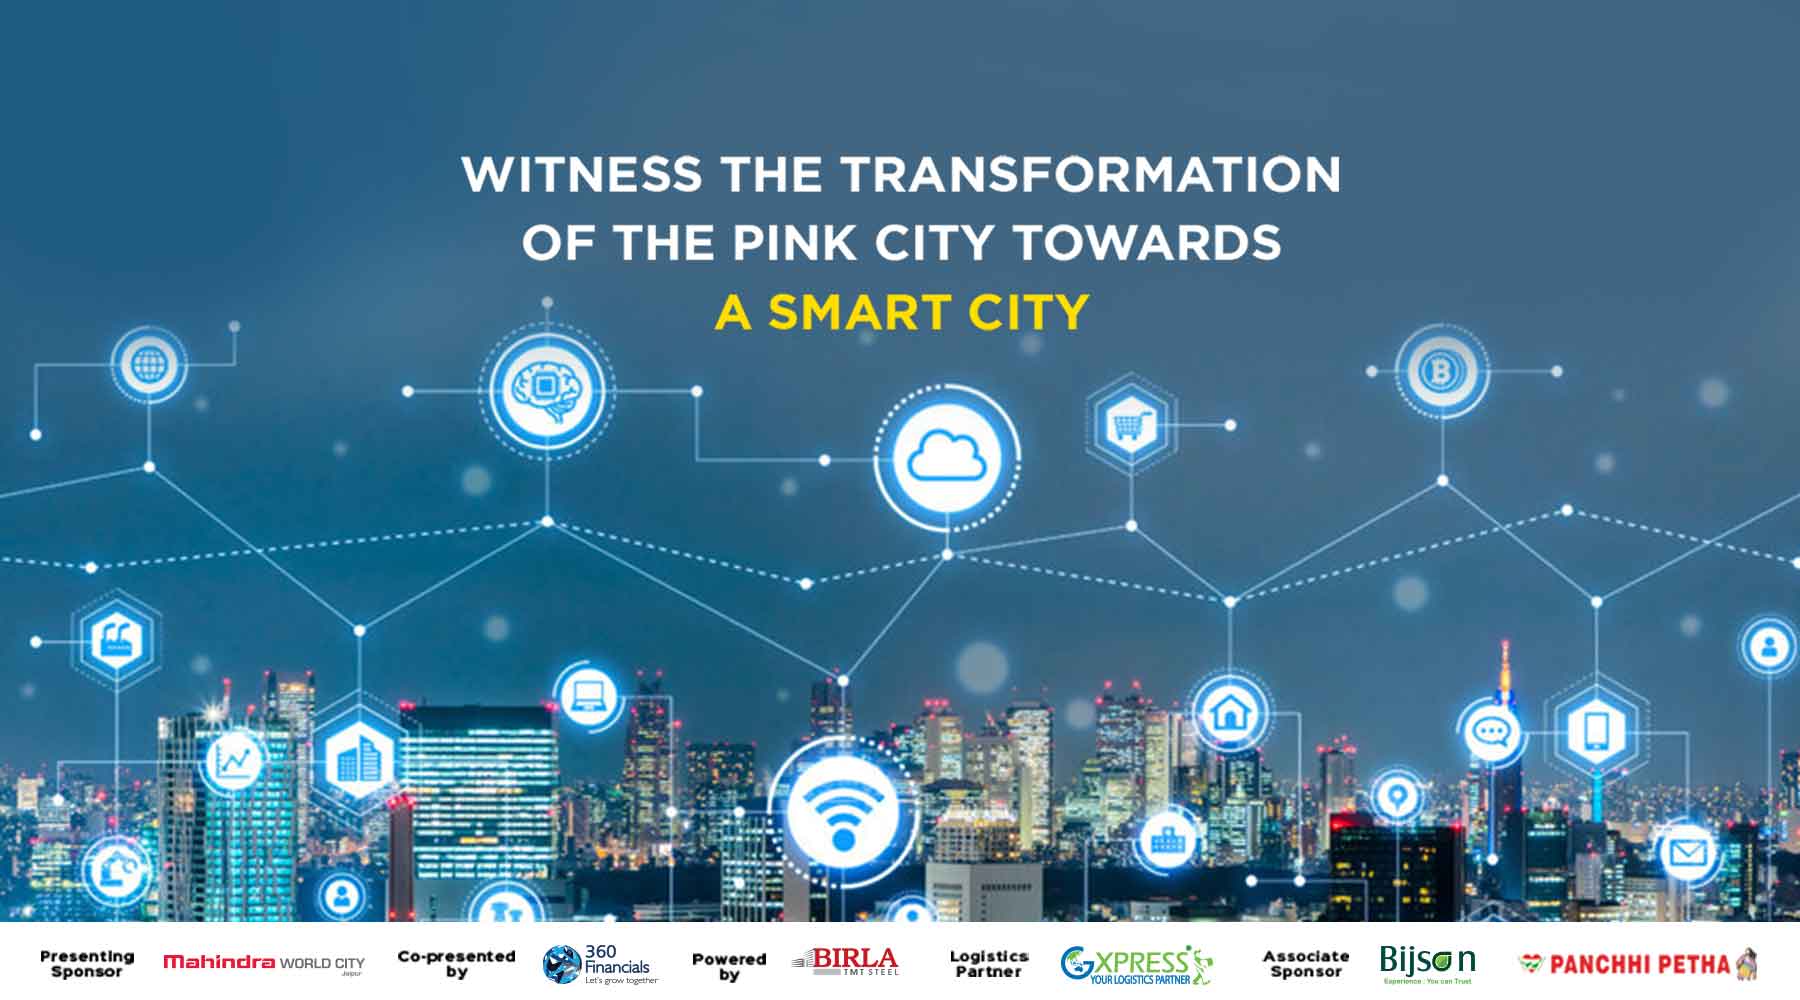 WITNESS THE TRANSFORMATION
OF THE PINK CITY TOWARDS
A SMART CITY
Presenting
Sponsor
Mahindra WORLD CITY
Jaipur
Co-presented
by
360
Financials
Let's grow together
Powered
by
BIRLA
TMT STEEL
Logistics
Partner
GXPRESS
YOUR LOGISTICS PARTNER
Associate
Sponsor
Bijson
Experience : You can Trust
PANCHHI PETHA